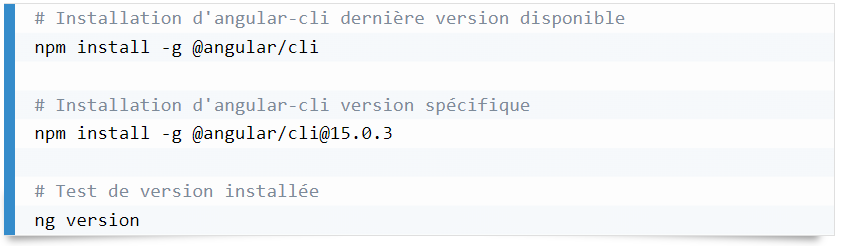 # Installation d'angular-cli dernière version disponible
npm install -g @angular/cli
# Installation d'angular-cli version spécifique
npm install -g @angular/cli@15.0.3
# Test de version installée
ng version